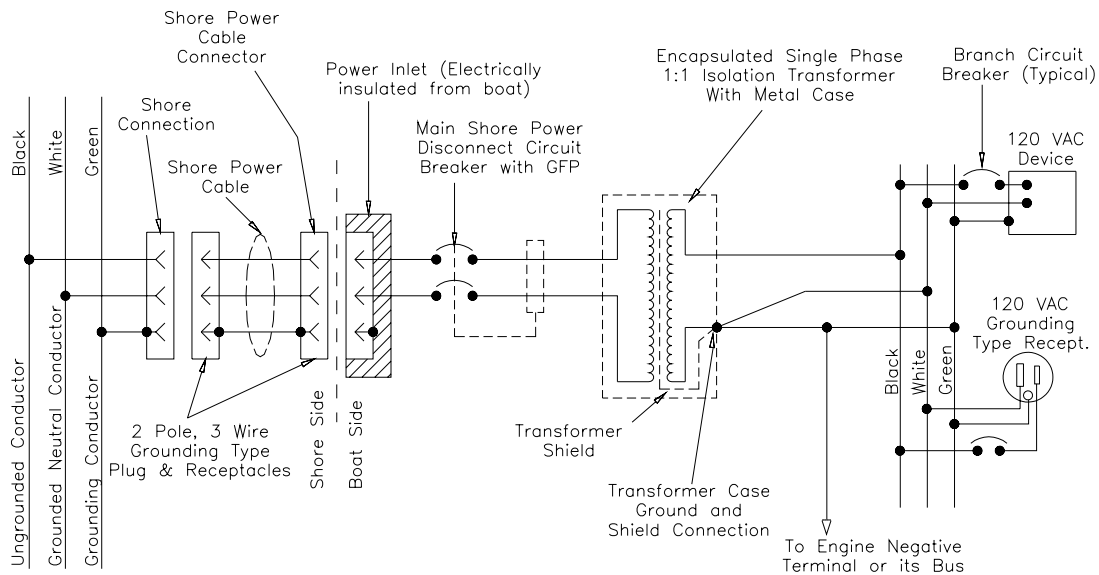 Shore Power
Cable
Connector
Power Inlet (Electrically
insulated from boat)
Encapsulated Single Phase
1:1 Isolation Transformer
With Metal Case
Branch Circuit
Breaker (Typical)
Shore
Connection
Main Shore Power
Disconnect Circuit
Breaker with GFP
120 VAC
Device
Black
White
Green
Shore Power
Cable
120 VAC
Grounding
Type Recept.
Black
White
Green
Ungrounded Conductor
Grounded Neutral Conductor
Grounding Conductor
2 Pole, 3 Wire
Grounding Type
Plug & Receptacles
Shore Side
Boat Side
Transformer
Shield
Transformer Case
Ground and
Shield Connection
To Engine Negative
Terminal or its Bus